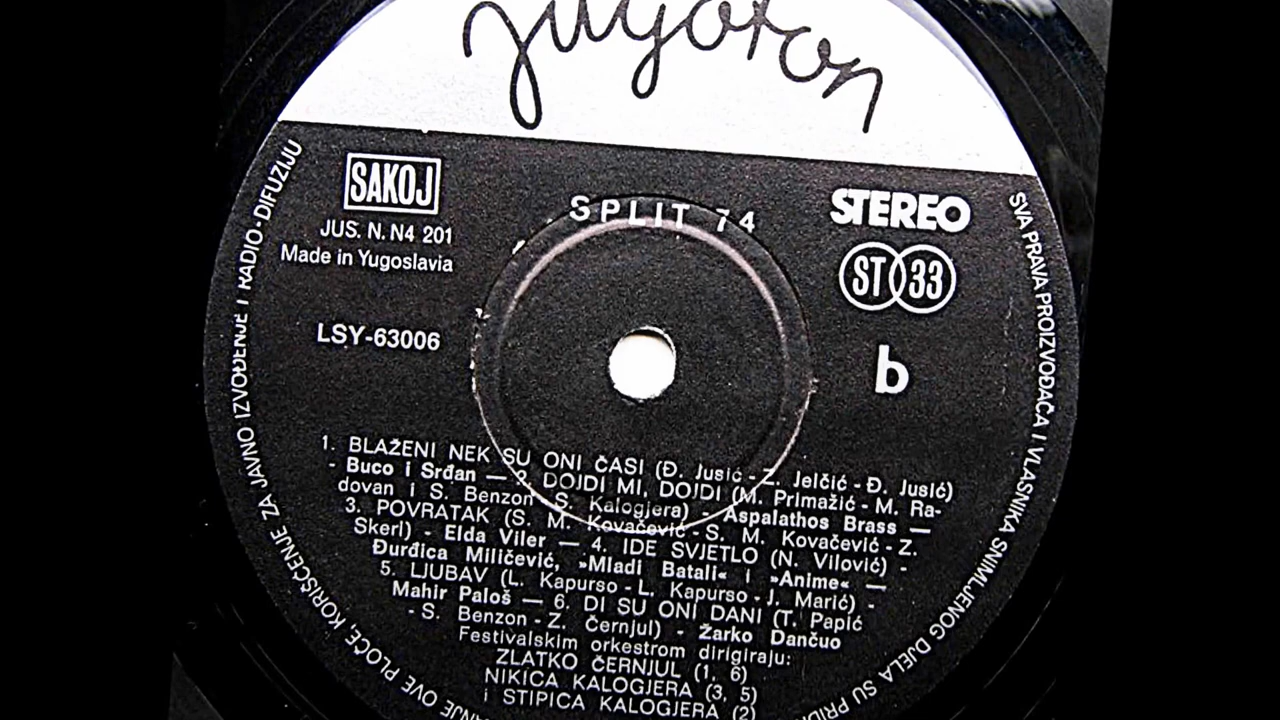 jugoton
SAKOJ
JUS. N. N4 201
Made in Yugoslavia
LSY-63006
SPLIT 74
STEREO
ST 33
b
1. BLAŽENI NEK SU ONI ČASI (Đ. Jusić - Z. Jelčić - Đ. Jusić)
- Buco i Srđan — 2. DOJDI MI, DOJDI (M. Primažić - M. Ra-
dovan i S. Benzon - S. Kalogjera) - Aspalathos Brass —
3. POVRATAK (S. M. Kovačević - S. M. Kovačević - Z.
Skerl) - Elda Viler — 4. IDE SVJETLO (N. Vilović) -
Đurđica Miličević, »Mladi Batali« i »Anime« —
5. LJUBAV (L. Kapurso - L. Kapurso - J. Marić) -
Mahir Paloš — 6. DI SU ONI DANI (T. Papić
- S. Benzon - Z. Černjul) - Žarko Dančuo
Festivalskim orkestrom dirigiraju:
ZLATKO ČERNJUL (1, 6)
NIKICA KALOGJERA (3, 5)
i STIPICA KALOGJERA (2)
SVA PRAVA PROIZVOĐAČA I VLASNIKA SNIMLJENOG DJELA SU
OVE PLOČE, KORIŠĆENJE ZA JAVNO IZVOĐENJE I RADIO-DIFUZIJU